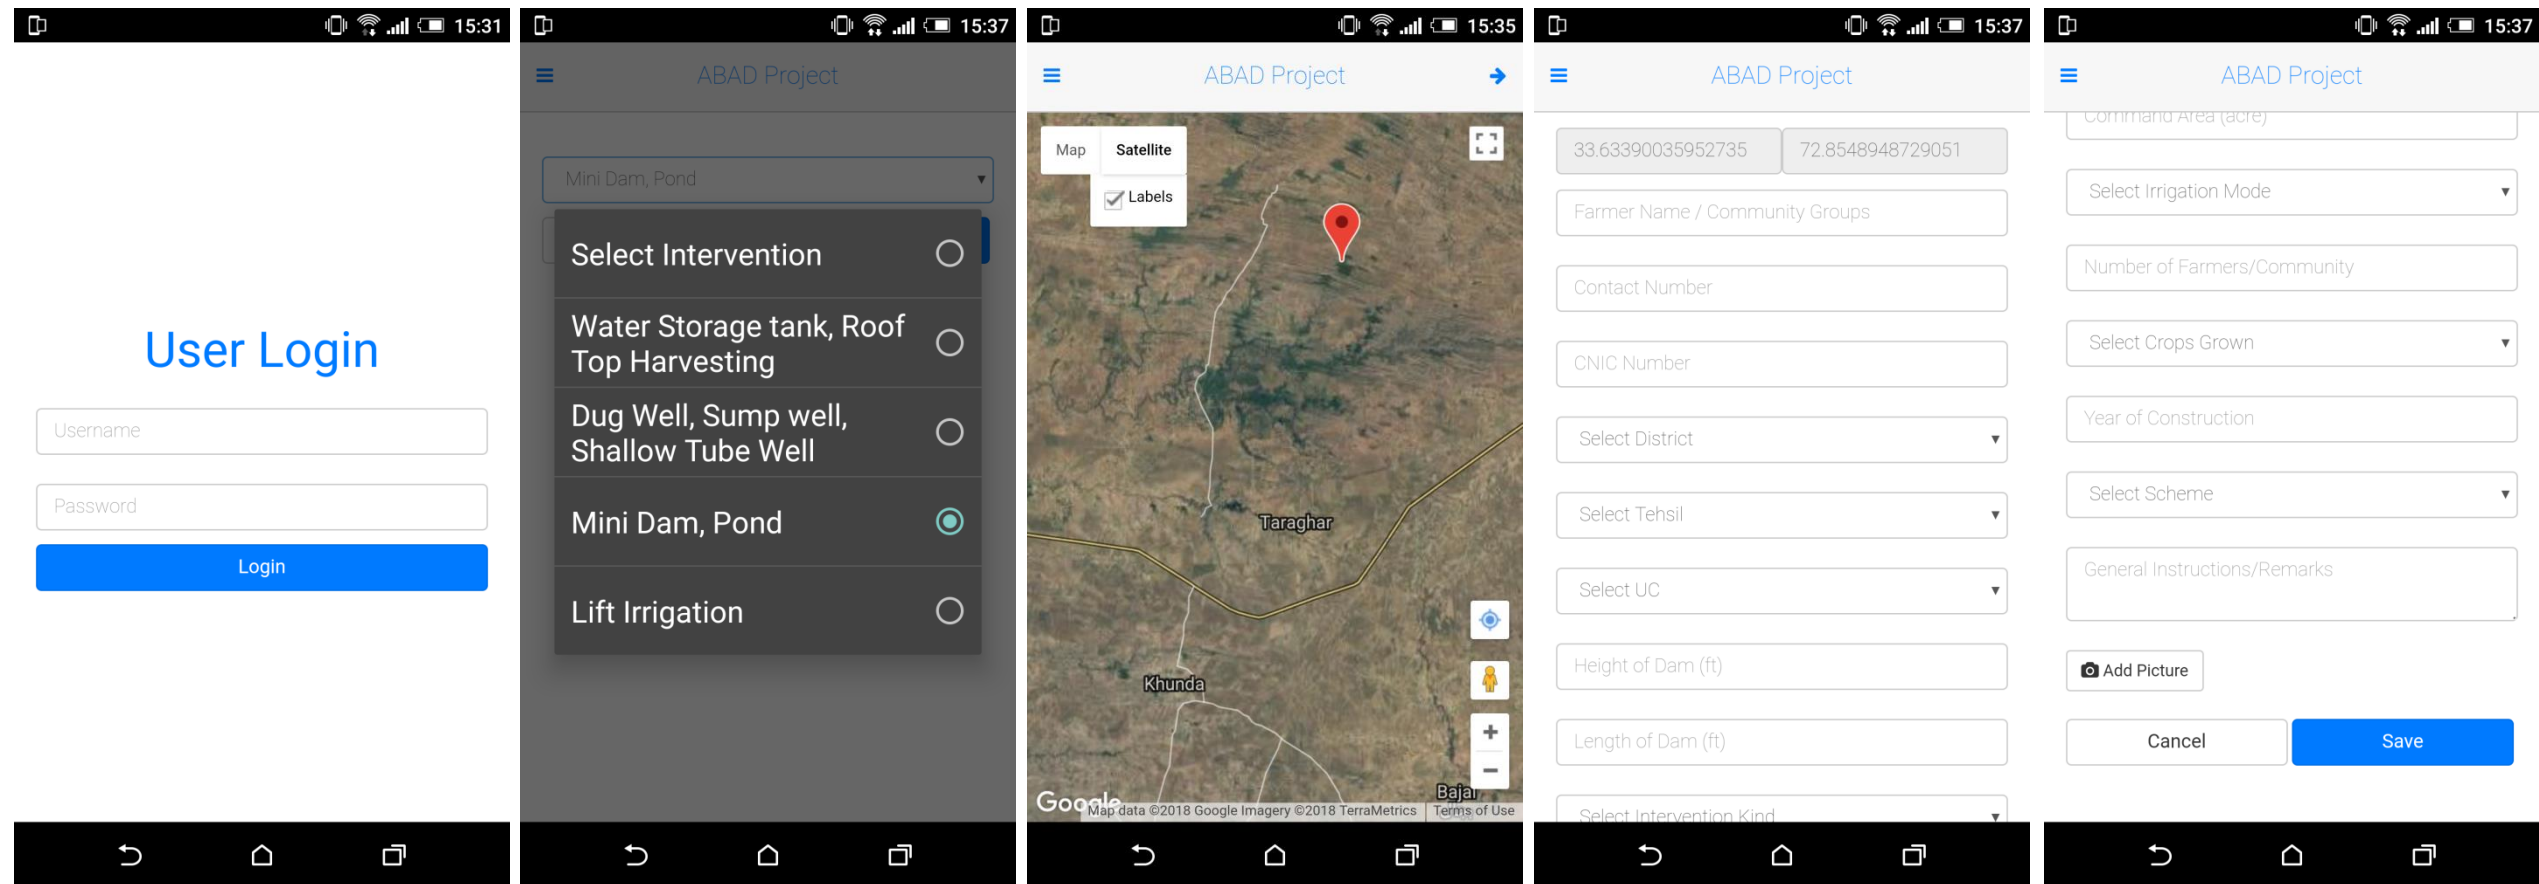 15:31
User Login
Username
Password
Login
15:37
ABAD Project
Mini Dam, Pond
Select Intervention
Water Storage tank, Roof
Top Harvesting
Dug Well, Sump well,
Shallow Tube Well
Mini Dam, Pond
Lift Irrigation
15:35
ABAD Project
Map
Satellite
Labels
Taraghar
Khunda
Bajar
Google
Map data ©2018 Google Imagery ©2018 TerraMetrics
Terms of Use
15:37
ABAD Project
33.63390035952735
72.8548948729051
Farmer Name / Community Groups
Contact Number
CNIC Number
Select District
Select Tehsil
Select UC
Height of Dam (ft)
Length of Dam (ft)
Select Intervention Kind
15:37
ABAD Project
Command Area (acre)
Select Irrigation Mode
Number of Farmers/Community
Select Crops Grown
Year of Construction
Select Scheme
General Instructions/Remarks
Add Picture
Cancel
Save